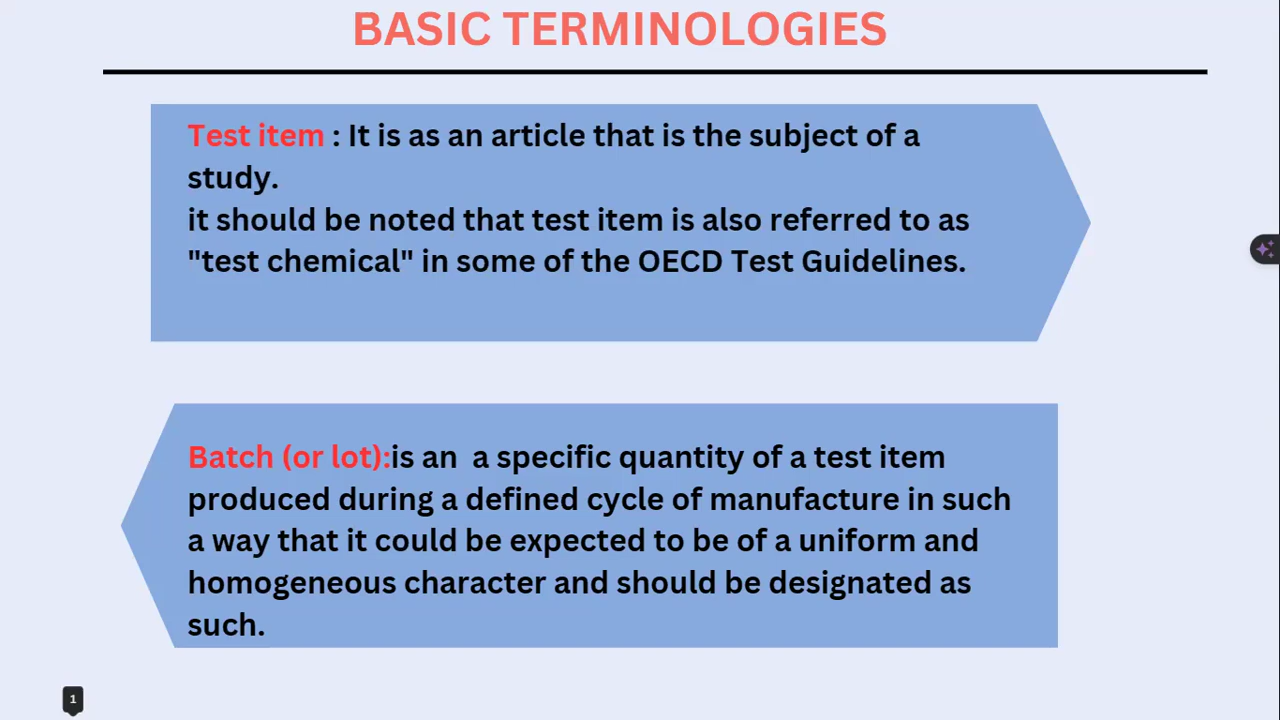 BASIC TERMINOLOGIES
Test item : It is as an article that is the subject of a
study.
it should be noted that test item is also referred to as
"test chemical" in some of the OECD Test Guidelines.
Batch (or lot):is an  a specific quantity of a test item
produced during a defined cycle of manufacture in such
a way that it could be expected to be of a uniform and
homogeneous character and should be designated as
such.
1